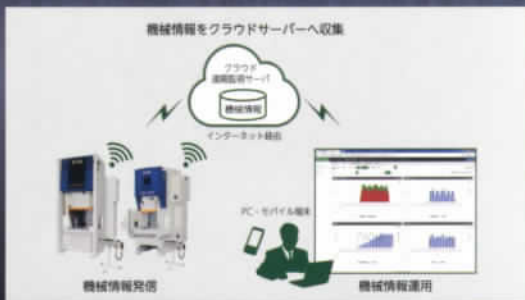 機械情報をクラウドサーバーへ収集
クラウド
遠隔監視サーバ
機械情報
インターネット経由
PC・モバイル端末
機械情報発信
機械情報運用